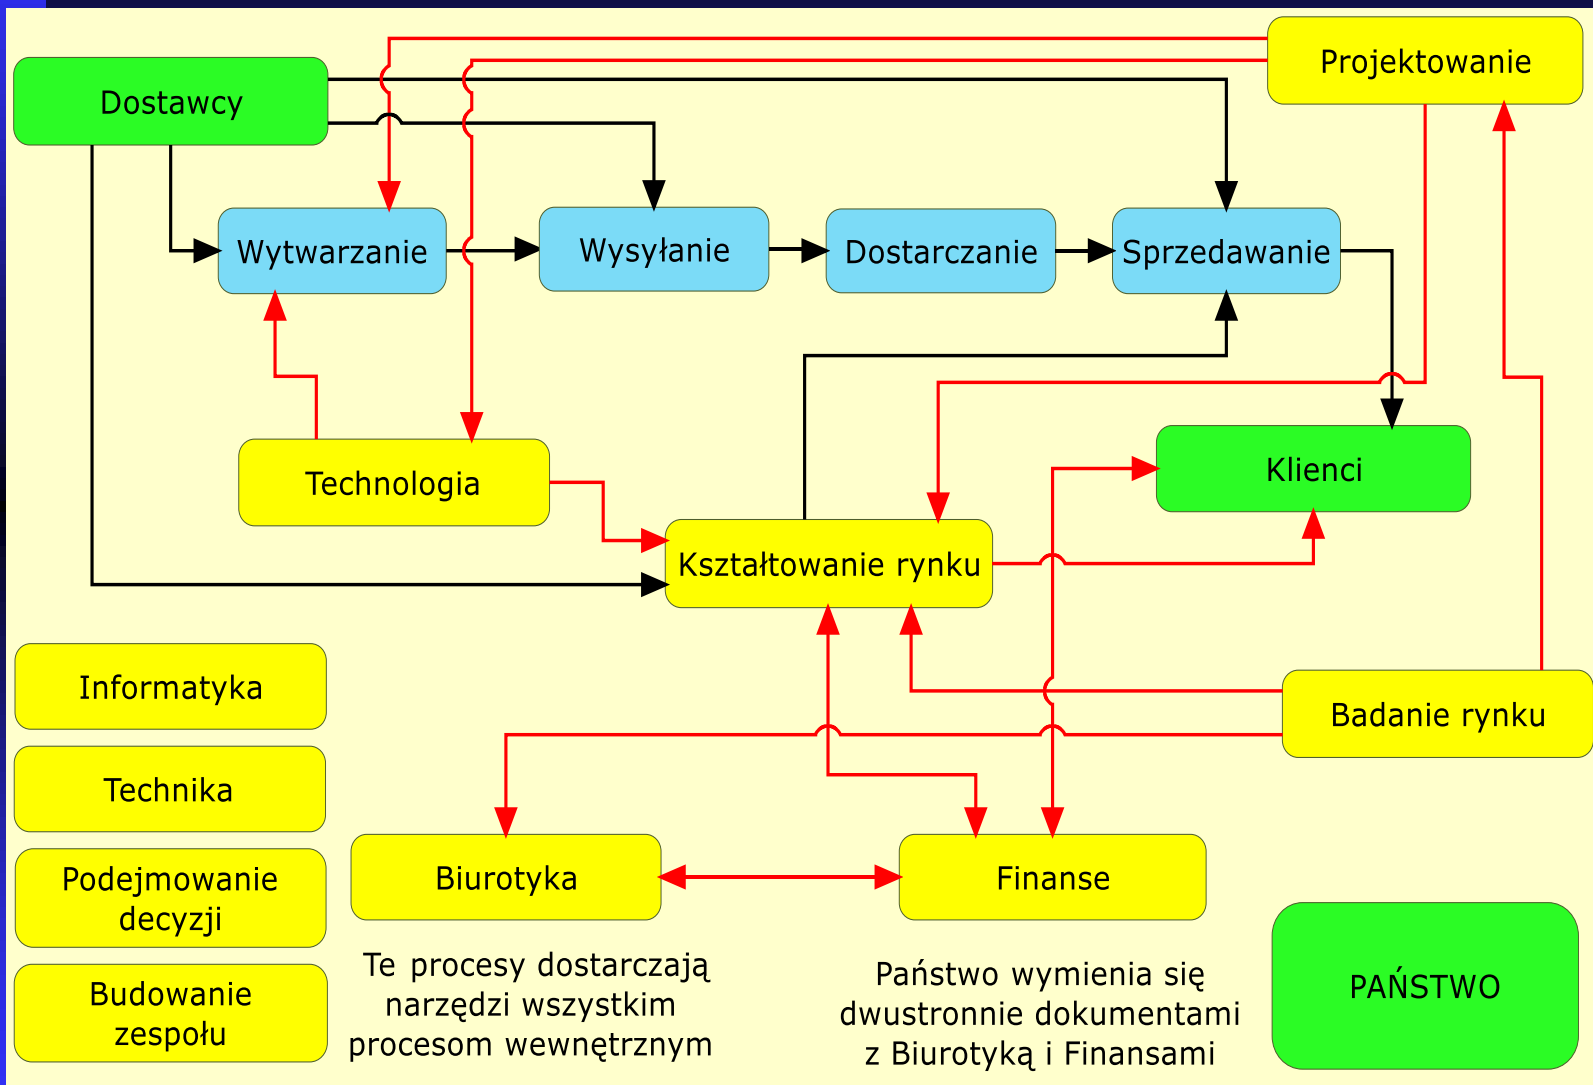 Projektowanie
Dostawcy
Wytwarzanie
Wysyłanie
Dostarczanie
Sprzedawanie
Technologia
Klienci
Kształtowanie rynku
Informatyka
Badanie rynku
Technika
Podejmowanie
decyzji
Biurotyka
Finanse
Budowanie
zespołu
Te procesy dostarczają
narzędzi wszystkim
procesom wewnętrznym
Państwo wymienia się
dwustronnie dokumentami
z Biurotyką i Finansami
PAŃSTWO